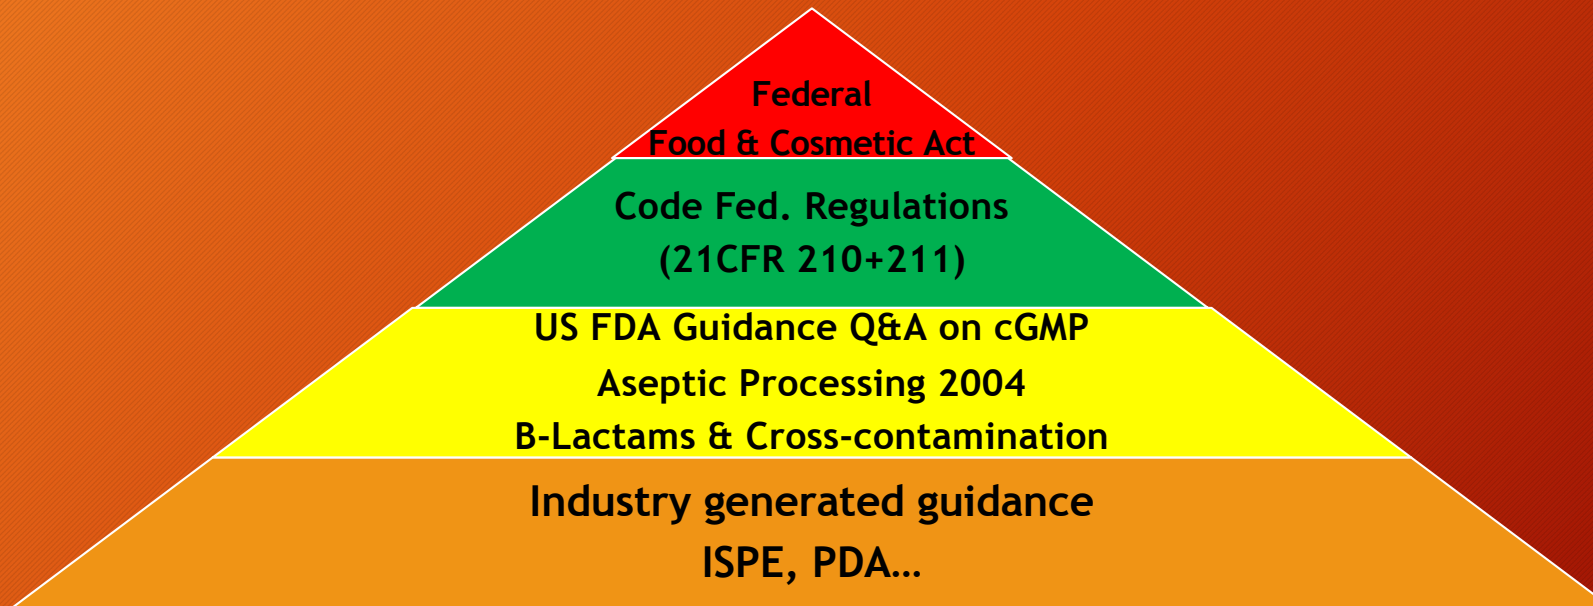 Federal
Food & Cosmetic Act
Code Fed. Regulations
(21CFR 210+211)
US FDA Guidance Q&A on cGMP
Aseptic Processing 2004
B-Lactams & Cross-contamination
Industry generated guidance
ISPE, PDA…